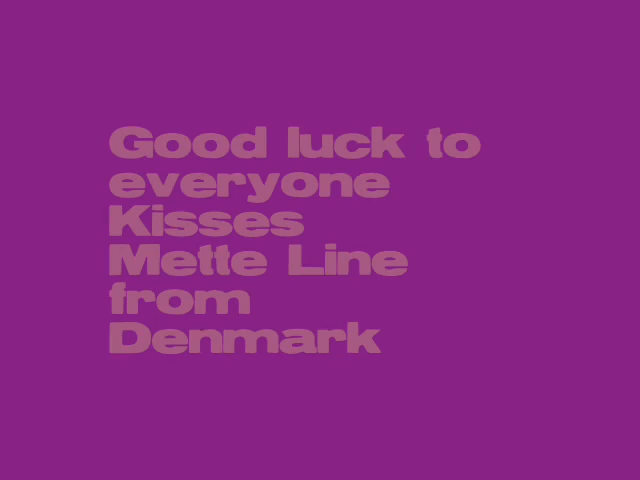 Good luck to
everyone
Kisses
Mette Line
from
Denmark